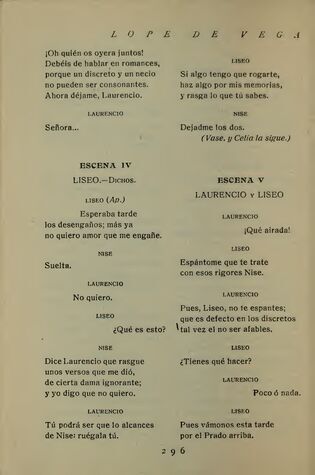 LOPE DE VEGA
¡Oh quién os oyera juntos!
Debéis de hablar en romances,
porque un discreto y un necio
no pueden ser consonantes.
Ahora déjame, Laurencio.
LAURENCIO
Señora...
ESCENA IV
LISEO.—Dichos.
LISEO (Ap.)
Esperaba tarde
los desengaños; más ya
no quiero amor que me engañe.
NISE
Suelta.
LAURENCIO
No quiero.
LISEO
¿Qué es esto?
NISE
Dice Laurencio que rasgue
unos versos que me dió,
de cierta dama ignorante;
y yo digo que no quiero.
LAURENCIO
Tú podrá ser que lo alcances
de Nise: ruégala tú.
LISEO
Si algo tengo que rogarte,
haz algo por mis memorias,
y rasga lo que tú sabes.
NISE
Dejadme los dos.
(Vase, y Celia la sigue.)
ESCENA V
LAURENCIO y LISEO
LAURENCIO
¡Qué airada!
LISEO
Espántome que te trate
con esos rigores Nise.
LAURENCIO
Pues, Liseo, no te espantes;
que es defecto en los discretos
tal vez el no ser afables.
LISEO
¿Tienes qué hacer?
LAURENCIO
Poco ó nada.
LISEO
Pues vámonos esta tarde
por el Prado arriba.
296